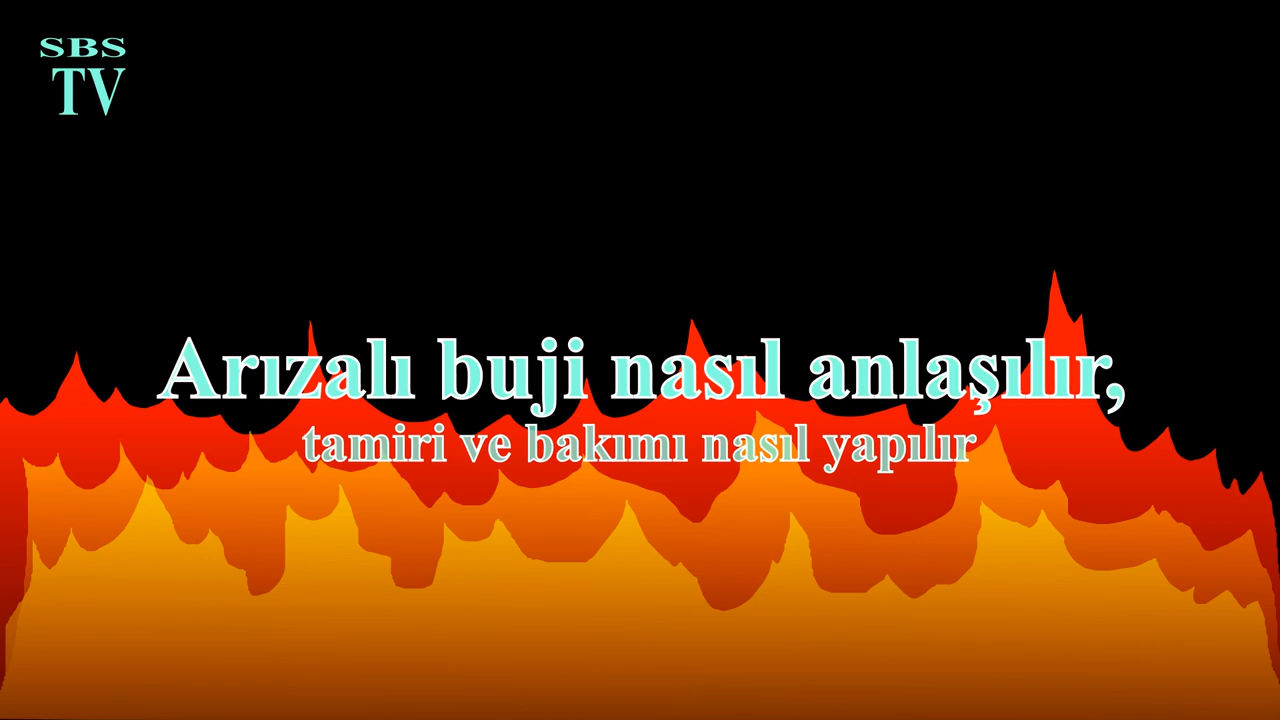 SBS
TV
Arızalı buji nasıl anlaşılır,
tamiri ve bakımı nasıl yapılır